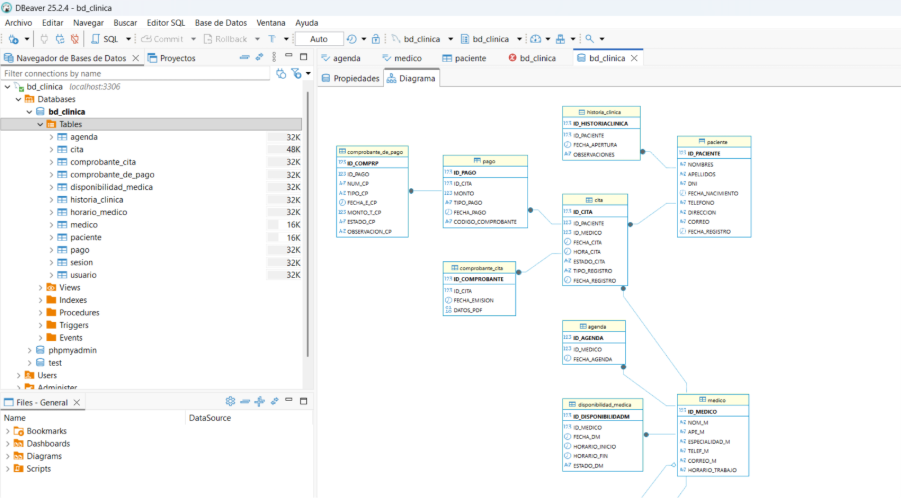 DBeaver 25.2.4 - bd_clinica
Archivo Editar Navegar Buscar Editor SQL Base de Datos Ventana Ayuda
SQL Commit Rollback T Auto bd_clinica bd_clinica
Navegador de Bases de Datos Proyectos
Filter connections by name
bd_clinica localhost:3306
Databases
bd_clinica
Tables
agenda 32K
cita 48K
comprobante_cita 32K
comprobante_de_pago 32K
disponibilidad_medica 32K
historia_clinica 32K
horario_medico 32K
medico 16K
paciente 16K
pago 32K
sesion 32K
usuario 32K
Views
Indexes
Procedures
Triggers
Events
phpmyadmin
test
Users
Administer
Files - General
Name DataSource
Bookmarks
Dashboards
Diagrams
Scripts
agenda medico paciente bd_clinica bd_clinica
Propiedades Diagrama
historia_clinica
ID_HISTORIACLINICA
ID_PACIENTE
FECHA_APERTURA
OBSERVACIONES
paciente
ID_PACIENTE
NOMBRES
APELLIDOS
DNI
FECHA_NACIMIENTO
TELEFONO
DIRECCION
CORREO
FECHA_REGISTRO
comprobante_de_pago
ID_COMPRP
ID_PAGO
NUM_CP
TIPO_CP
FECHA_E_CP
MONTO_T_CP
ESTADO_CP
OBSERVACION_CP
pago
ID_PAGO
ID_CITA
MONTO
TIPO_PAGO
FECHA_PAGO
CODIGO_COMPROBANTE
cita
ID_CITA
ID_PACIENTE
ID_MEDICO
FECHA_CITA
HORA_CITA
ESTADO_CITA
TIPO_REGISTRO
FECHA_REGISTRO
comprobante_cita
ID_COMPROBANTE
ID_CITA
FECHA_EMISION
DATOS_PDF
agenda
ID_AGENDA
ID_MEDICO
FECHA_AGENDA
disponibilidad_medica
ID_DISPONIBILIDADM
ID_MEDICO
FECHA_DM
HORARIO_INICIO
HORARIO_FIN
ESTADO_DM
medico
ID_MEDICO
NOM_M
APE_M
ESPECIALIDAD_M
TELEF_M
CORREO_M
HORARIO_TRABAJO